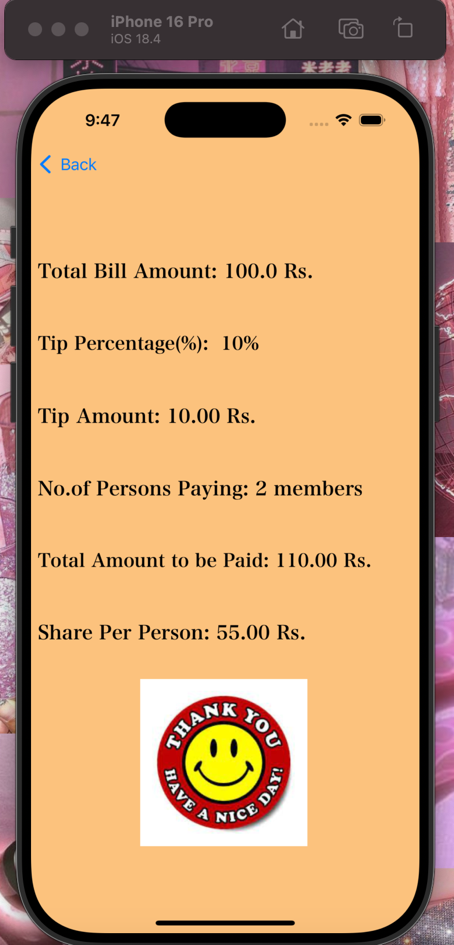 iPhone 16 Pro
iOS 18.4
9:47
Back
Total Bill Amount: 100.0 Rs.
Tip Percentage(%):  10%
Tip Amount: 10.00 Rs.
No.of Persons Paying: 2 members
Total Amount to be Paid: 110.00 Rs.
Share Per Person: 55.00 Rs.
THANK YOU
HAVE A NICE DAY!